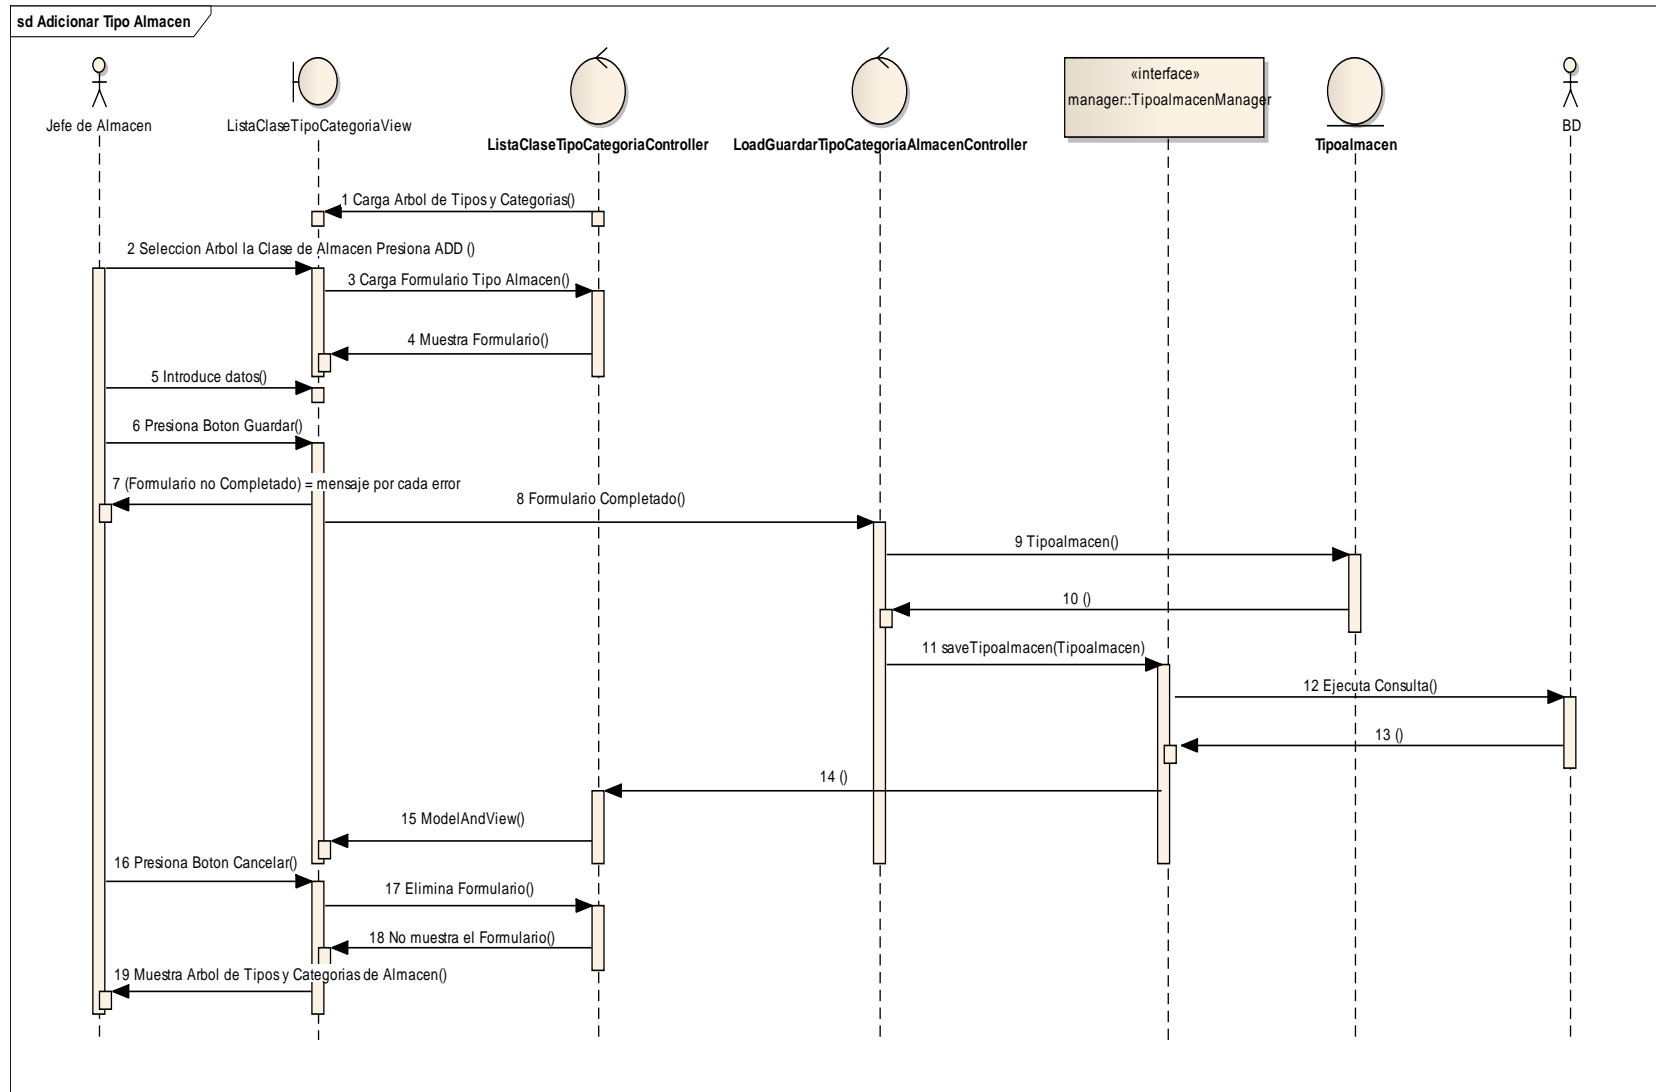 sd Adicionar Tipo Almacen
Jefe de Almacen
ListaClaseTipoCategoriaView
ListaClaseTipoCategoriaController
LoadGuardarTipoCategoriaAlmacenController
«interface»
manager::TipoalmacenManager
Tipoalmacen
BD
1 Carga Arbol de Tipos y Categorias()
2 Seleccion Arbol la Clase de Almacen Presiona ADD ()
3 Carga Formulario Tipo Almacen()
4 Muestra Formulario()
5 Introduce datos()
6 Presiona Boton Guardar()
7 (Formulario no Completado) = mensaje por cada error
8 Formulario Completado()
9 Tipoalmacen()
10 ()
11 saveTipoalmacen(Tipoalmacen)
12 Ejecuta Consulta()
13 ()
14 ()
15 ModelAndView()
16 Presiona Boton Cancelar()
17 Elimina Formulario()
18 No muestra el Formulario()
19 Muestra Arbol de Tipos y Categorias de Almacen()